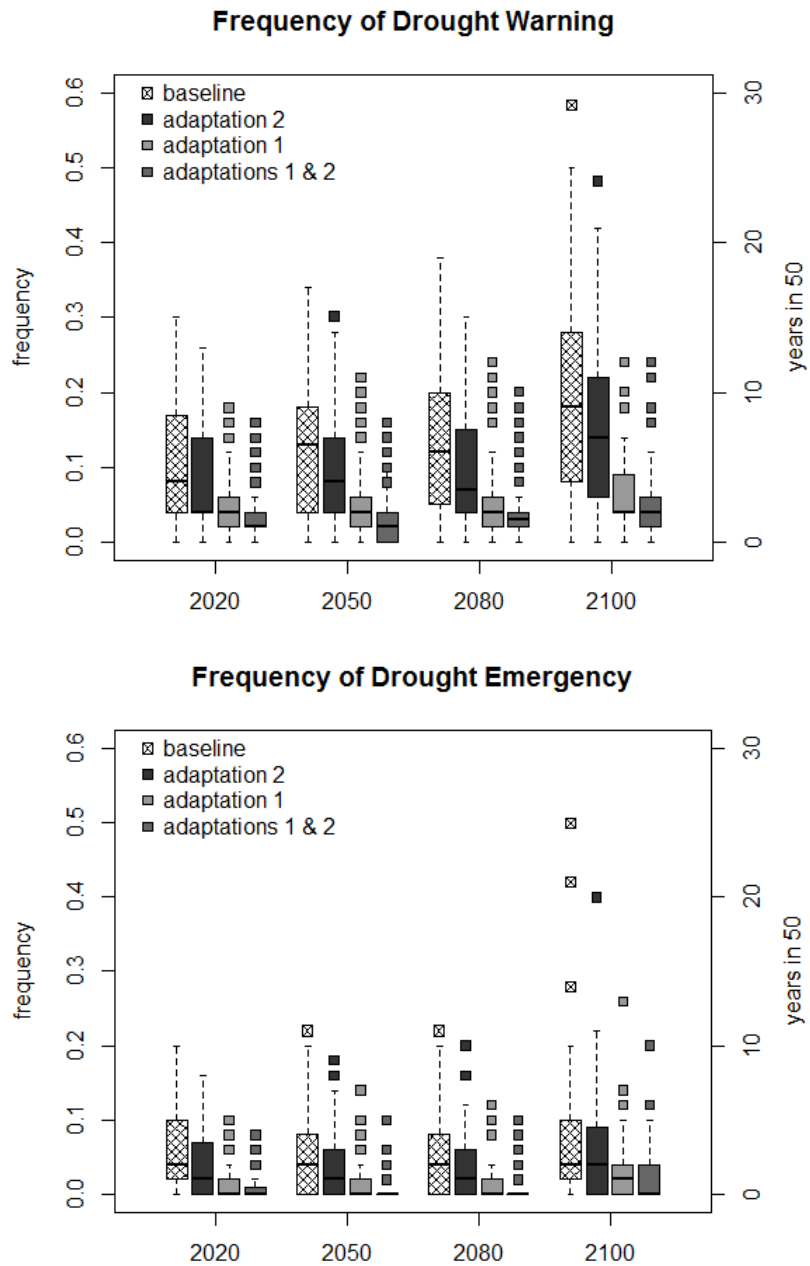 Frequency of Drought Warning
baseline
adaptation 2
adaptation 1
adaptations 1 & 2
frequency
0.0 0.1 0.2 0.3 0.4 0.5 0.6
years in 50
0 10 20 30
2020 2050 2080 2100
Frequency of Drought Emergency
baseline
adaptation 2
adaptation 1
adaptations 1 & 2
frequency
0.0 0.1 0.2 0.3 0.4 0.5 0.6
years in 50
0 10 20 30
2020 2050 2080 2100